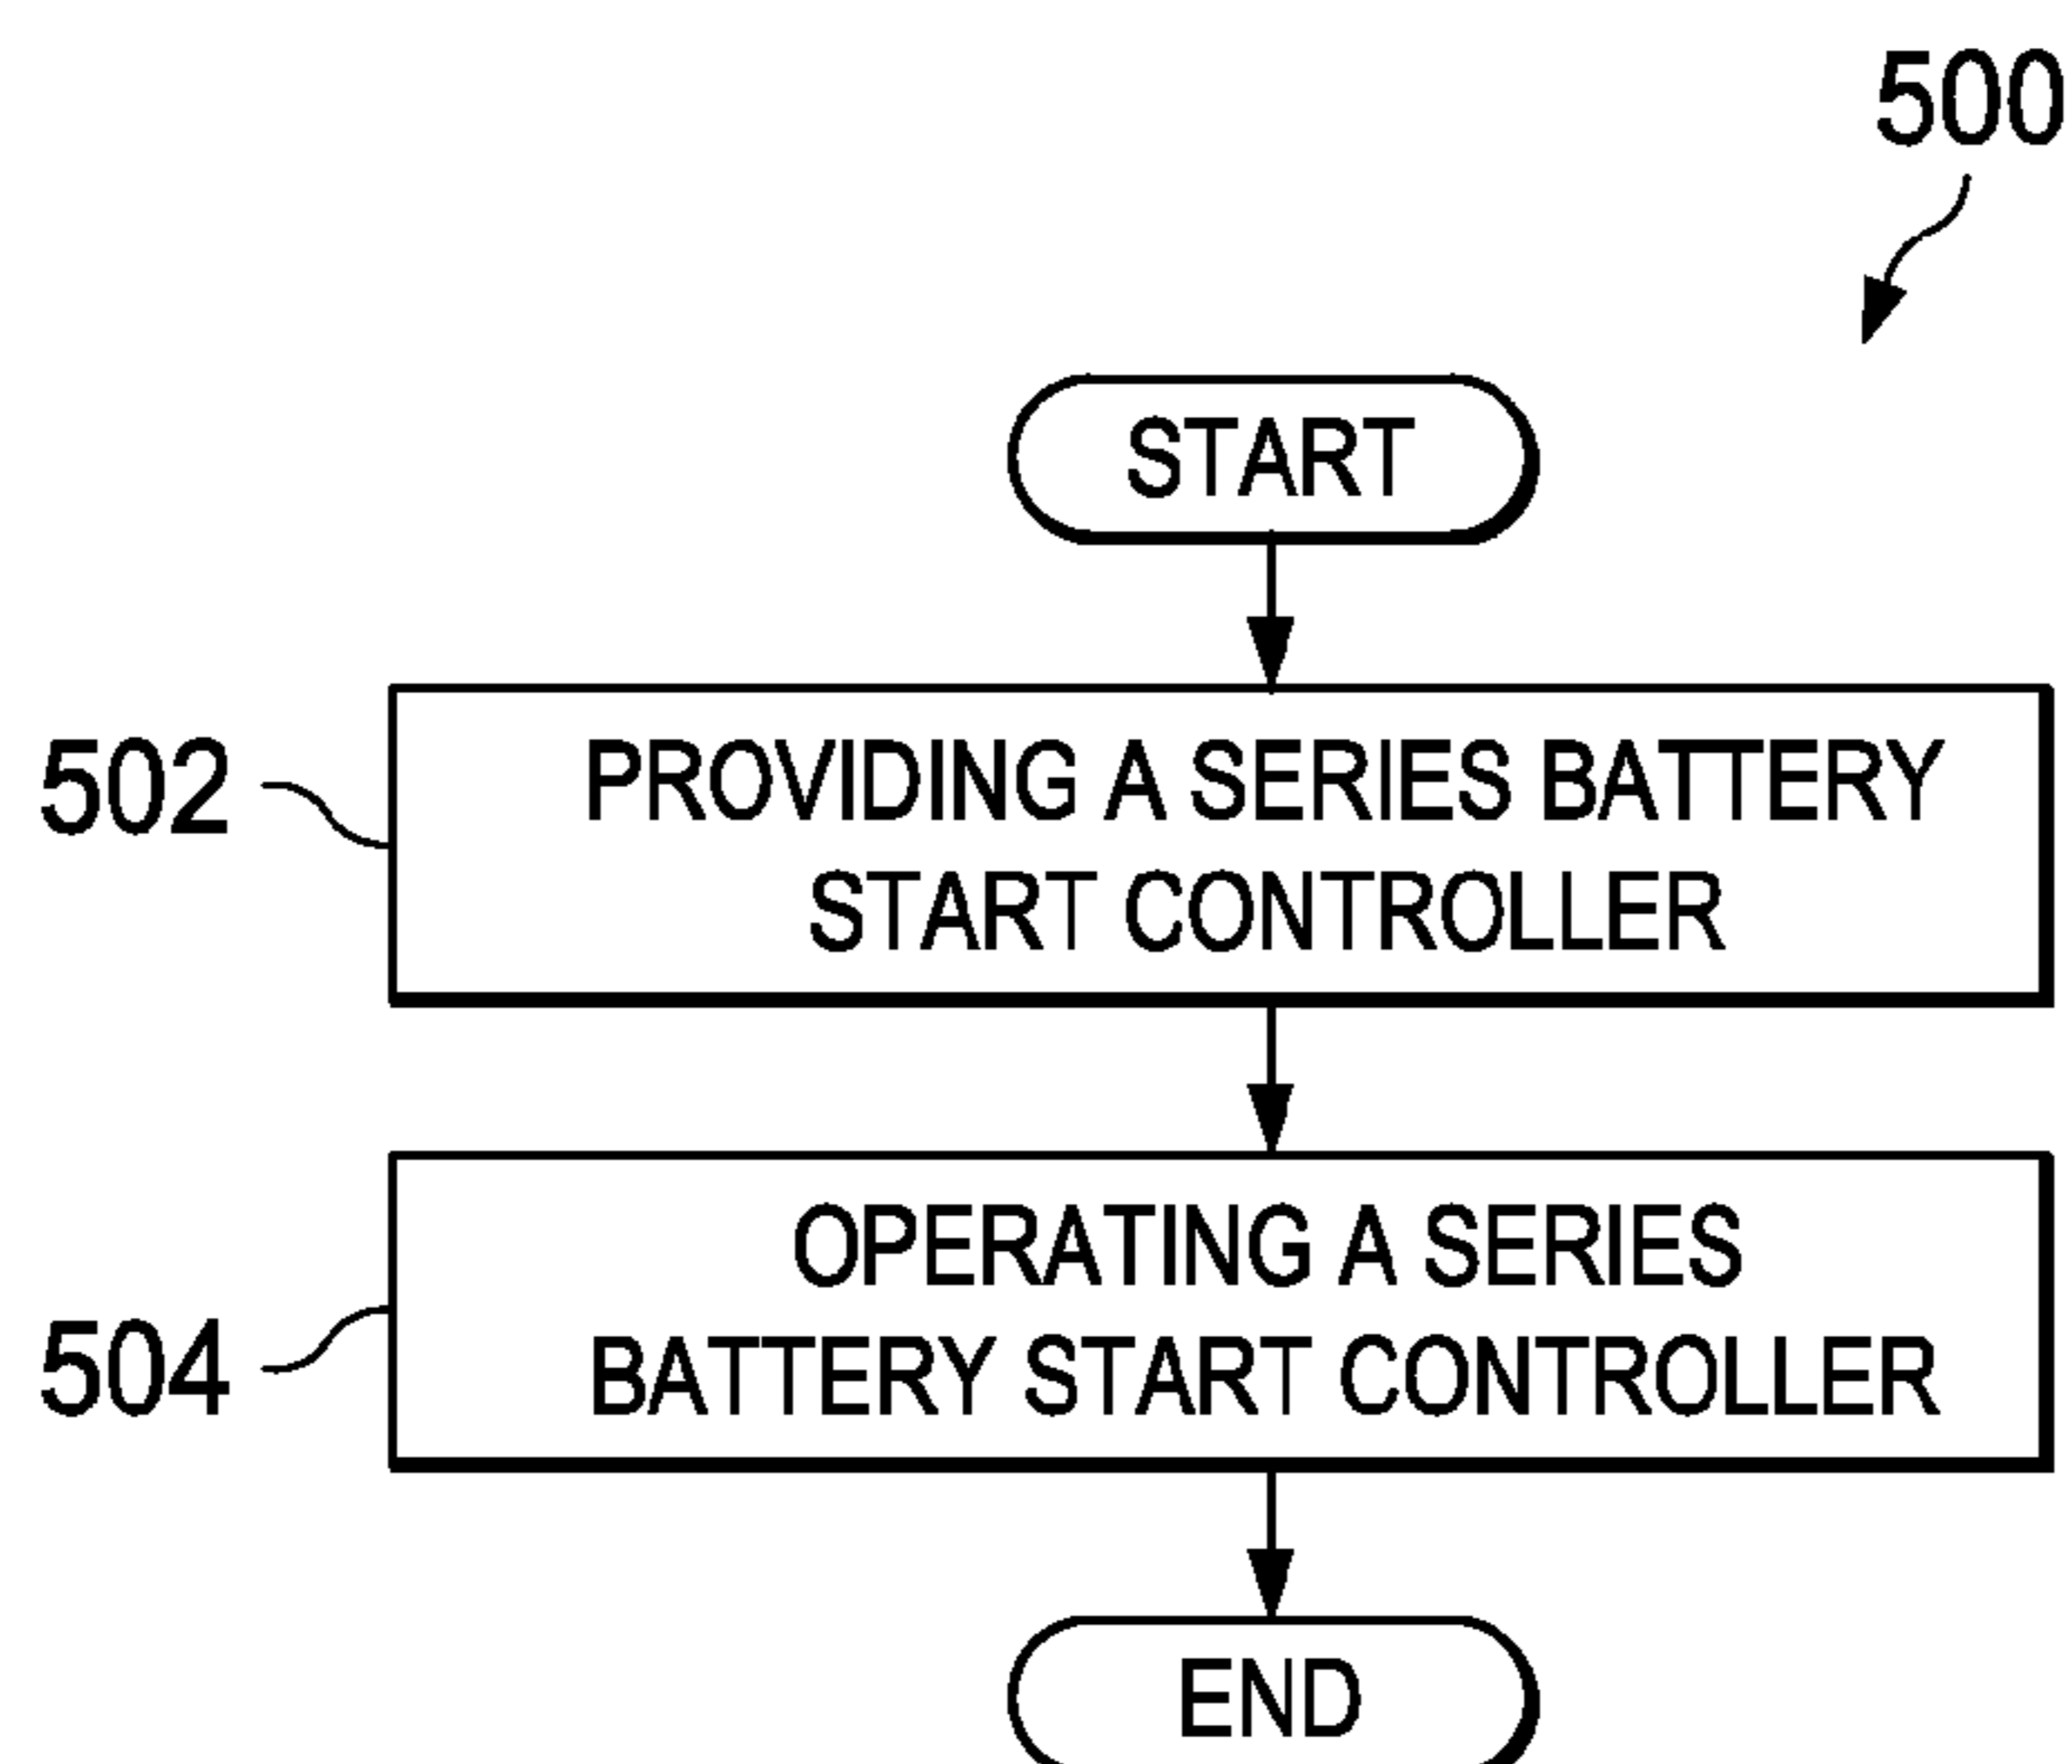 500
START
502
PROVIDING A SERIES BATTERY
START CONTROLLER
OPERATING A SERIES
504
BATTERY START CONTROLLER
END